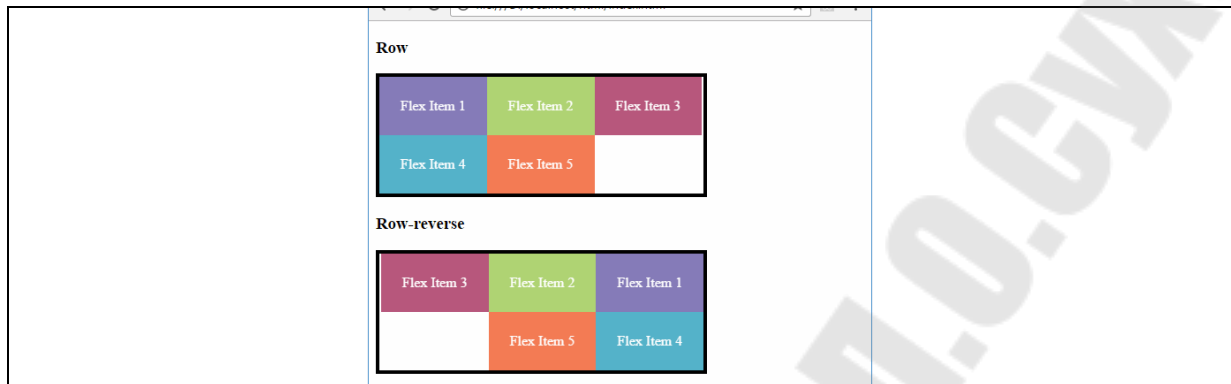 Row
Flex Item 1 Flex Item 2 Flex Item 3
Flex Item 4 Flex Item 5
Row-reverse
Flex Item 3 Flex Item 2 Flex Item 1
Flex Item 5 Flex Item 4
П.О.Сух